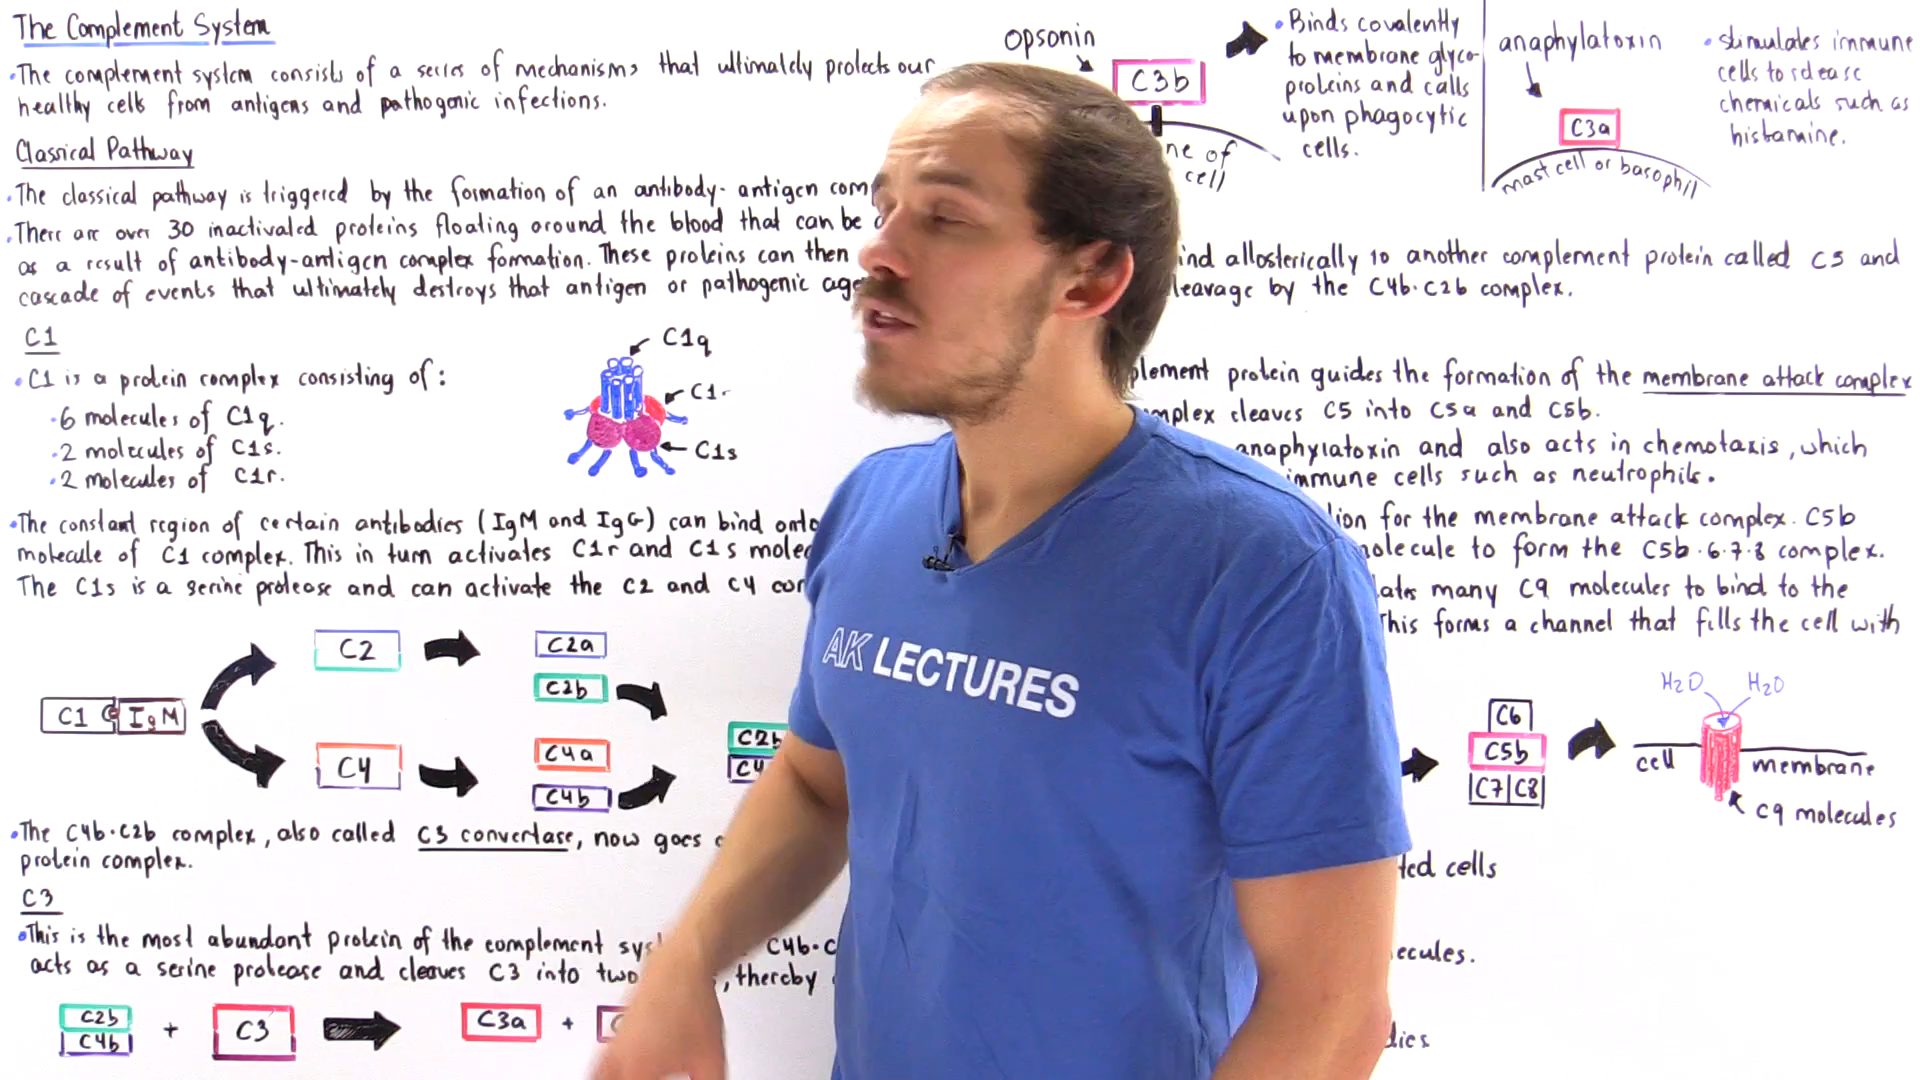 The Complement System
•The complement system consists of a series of mechanisms that ultimately protects our
healthy cells from antigens and pathogenic infections.
Classical Pathway
•The classical pathway is triggered by the formation of an antibody-antigen com
•There are over 30 inactivated proteins floating around the blood that can be
as a result of antibody-antigen complex formation. These proteins can then
cascade of events that ultimately destroys that antigen or pathogenic age
C1
•C1 is a protein complex consisting of:
•6 molecules of C1q.
•2 molecules of C1s.
•2 molecules of C1r.
C1q
C1r
C1s
•The constant region of certain antibodies (IgM and IgG) can bind onto
molecule of C1 complex. This in turn activates C1r and C1s molec
The C1s is a serine protease and can activate the C2 and C4 com
C1
IgM
C2
C2a
C2b
C4
C4a
C4b
C2b
C4
•The C4b·C2b complex, also called C3 convertase, now goes
protein complex.
C3
•This is the most abundant protein of the complement sys C4b·C
acts as a serine protease and cleaves C3 into two , thereby
C2b
C4b
+
C3
C3a
+
opsonin
C3b
ne of
cell
•Binds covalently
to membrane glyco-
proteins and calls
upon phagocytic
cells.
anaphylatoxin
C3a
mast cell or basophil
•stimulates immune
cells to release
chemicals such as
histamine.
ind allosterically to another complement protein called C5 and
leavage by the C4b·C2b complex.
plement protein guides the formation of the membrane attack complex
mplex cleaves C5 into C5a and C5b.
anaphylatoxin and also acts in chemotaxis, which
immune cells such as neutrophils.
ion for the membrane attack complex. C5b
molecule to form the C5b·6·7·8 complex.
ates many C9 molecules to bind to the
This forms a channel that fills the cell with
C6
C5b
C7|C8
H2O
H2O
cell
membrane
C9 molecules
ted cells
ecules.
dies
AK LECTURES